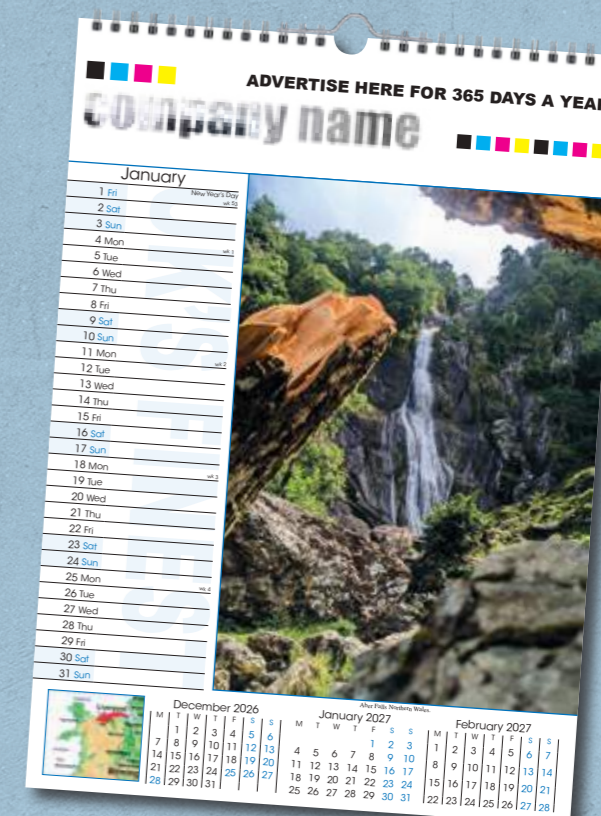 ADVERTISE HERE FOR 365 DAYS A YEA
company name
January
1 Fri New Year's Day
wk 53
2 Sat
3 Sun
4 Mon wk 1
5 Tue
6 Wed
7 Thu
8 Fri
9 Sat
10 Sun
11 Mon wk 2
12 Tue
13 Wed
14 Thu
15 Fri
16 Sat
17 Sun
18 Mon wk 3
19 Tue
20 Wed
21 Thu
22 Fri
23 Sat
24 Sun
25 Mon wk 4
26 Tue
27 Wed
28 Thu
29 Fri
30 Sat
31 Sun
UK'S FINEST
Aber Falls Northern Wales.
December 2026
M T W T F S S
1 2 3 4 5 6
7 8 9 10 11 12 13
14 15 16 17 18 19 20
21 22 23 24 25 26 27
28 29 30 31
January 2027
M T W T F S S
1 2 3
4 5 6 7 8 9 10
11 12 13 14 15 16 17
18 19 20 21 22 23 24
25 26 27 28 29 30 31
February 2027
M T W T F S S
1 2 3 4 5 6 7
8 9 10 11 12 13 14
15 16 17 18 19 20 21
22 23 24 25 26 27 28